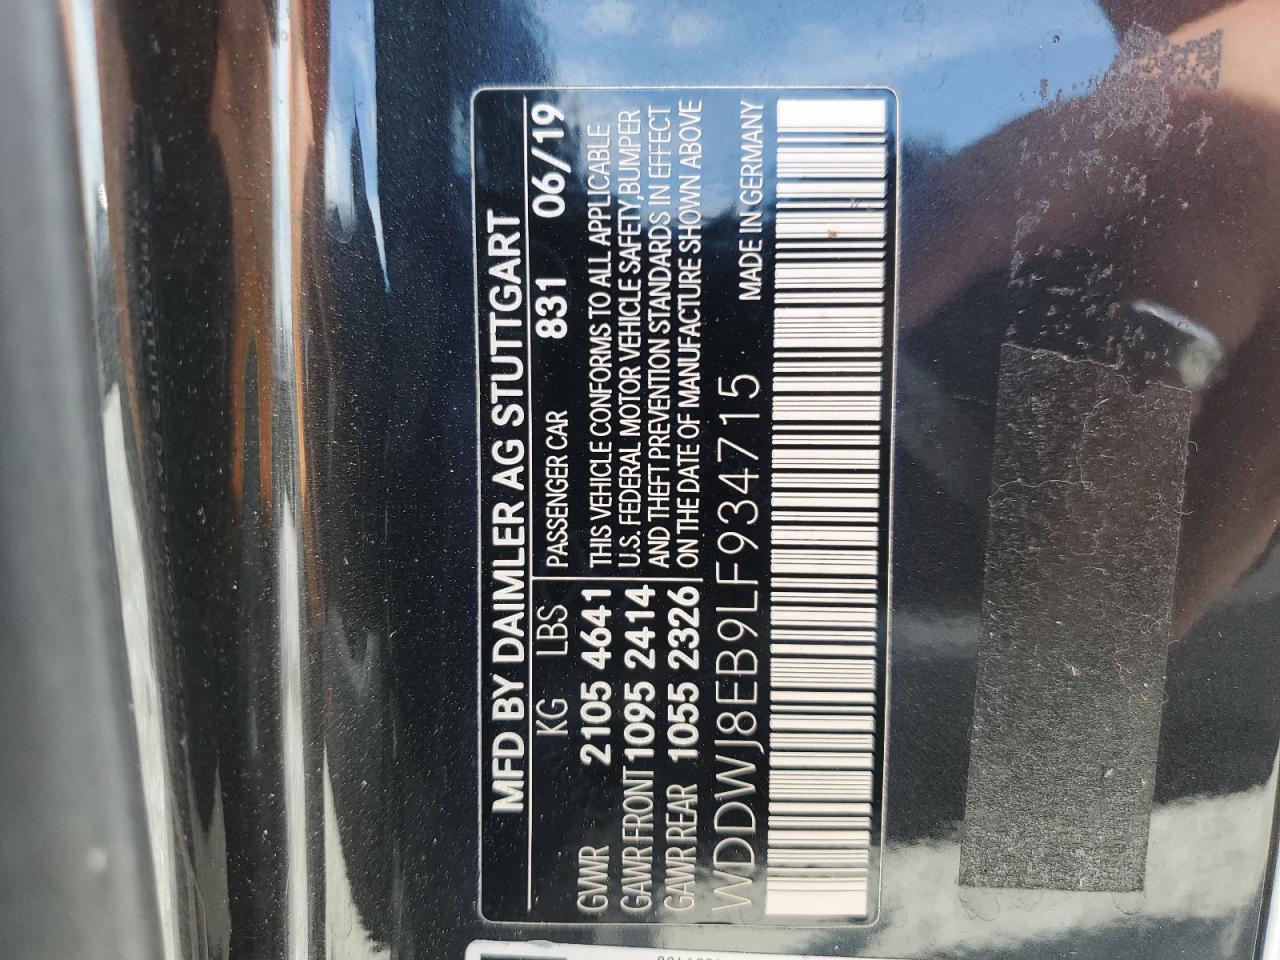 MFD BY DAIMLER AG STUTTGART
KG LBS PASSENGER CAR 831 06/19
GVWR 2105 4641
GAWR FRONT 1095 2414
GAWR REAR 1055 2326
THIS VEHICLE CONFORMS TO ALL APPLICABLE
U.S. FEDERAL MOTOR VEHICLE SAFETY,BUMPER
AND THEFT PREVENTION STANDARDS IN EFFECT
ON THE DATE OF MANUFACTURE SHOWN ABOVE
WDDWJ8EB9LF934715 MADE IN GERMANY